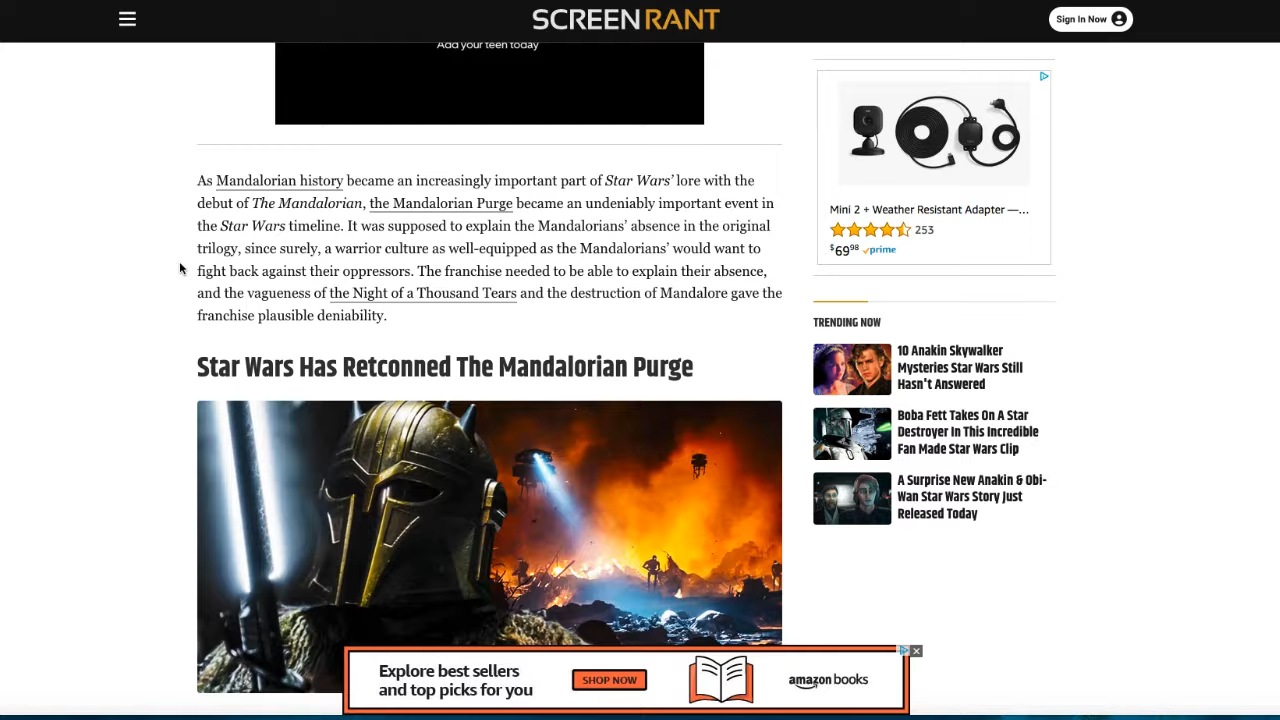 SCREENRANT
Sign In Now
Add your teen today
As Mandalorian history became an increasingly important part of Star Wars' lore with the
debut of The Mandalorian, the Mandalorian Purge became an undeniably important event in
the Star Wars timeline. It was supposed to explain the Mandalorians' absence in the original
trilogy, since surely, a warrior culture as well-equipped as the Mandalorians' would want to
fight back against their oppressors. The franchise needed to be able to explain their absence,
and the vagueness of the Night of a Thousand Tears and the destruction of Mandalore gave the
franchise plausible deniability.
Star Wars Has Retconned The Mandalorian Purge
Mini 2 + Weather Resistant Adapter —...
253
$6998 prime
TRENDING NOW
10 Anakin Skywalker
Mysteries Star Wars Still
Hasn't Answered
Boba Fett Takes On A Star
Destroyer In This Incredible
Fan Made Star Wars Clip
A Surprise New Anakin & Obi-
Wan Star Wars Story Just
Released Today
Explore best sellers
and top picks for you
SHOP NOW
amazon books